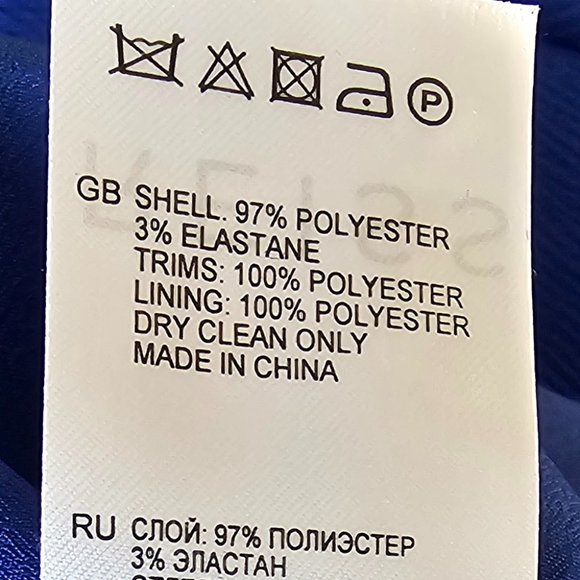 P
GB SHELL. 97% POLYESTER
3% ELASTANE
TRIMS: 100% POLYESTER
LINING: 100% POLYESTER
DRY CLEAN ONLY
MADE IN CHINA
RU СЛОЙ: 97% ПОЛИЭСТЕР
3% ЭЛАСТАН